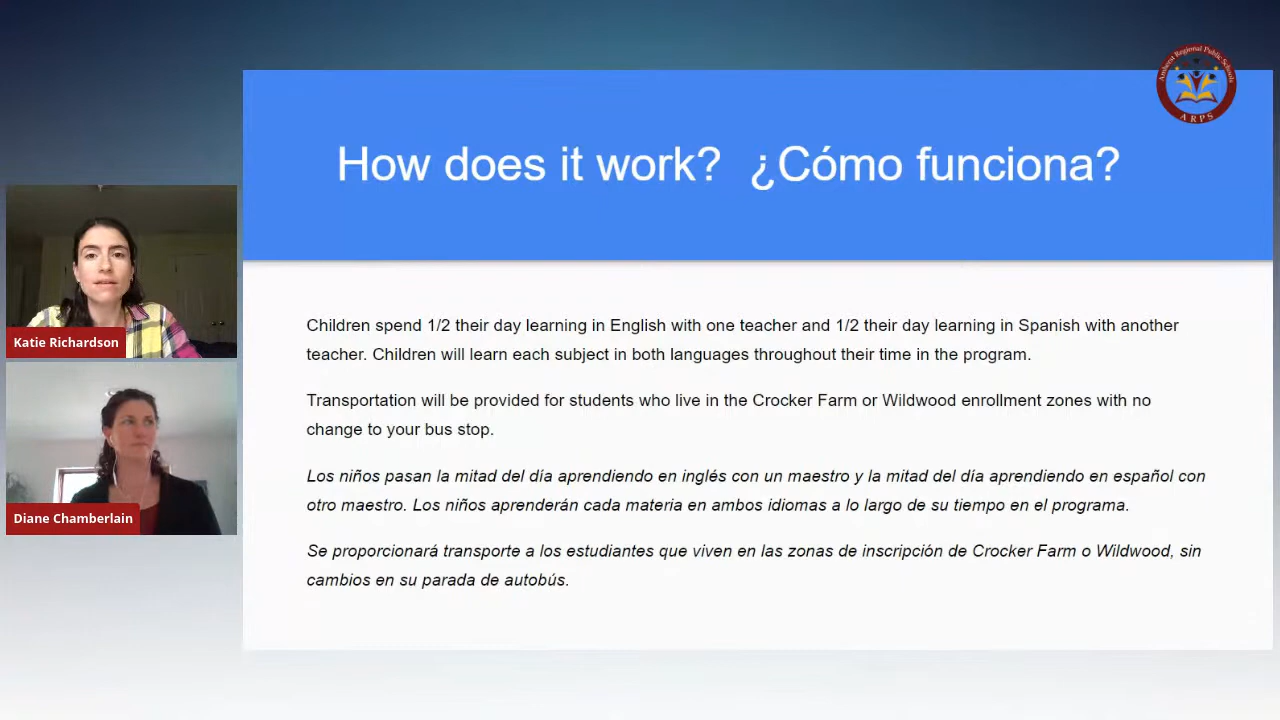 Amherst Regional Public Schools
ARPS
How does it work?  ¿Cómo funciona?
Katie Richardson
Diane Chamberlain
Children spend 1/2 their day learning in English with one teacher and 1/2 their day learning in Spanish with another
teacher. Children will learn each subject in both languages throughout their time in the program.
Transportation will be provided for students who live in the Crocker Farm or Wildwood enrollment zones with no
change to your bus stop.
Los niños pasan la mitad del día aprendiendo en inglés con un maestro y la mitad del día aprendiendo en español con
otro maestro. Los niños aprenderán cada materia en ambos idiomas a lo largo de su tiempo en el programa.
Se proporcionará transporte a los estudiantes que viven en las zonas de inscripción de Crocker Farm o Wildwood, sin
cambios en su parada de autobús.